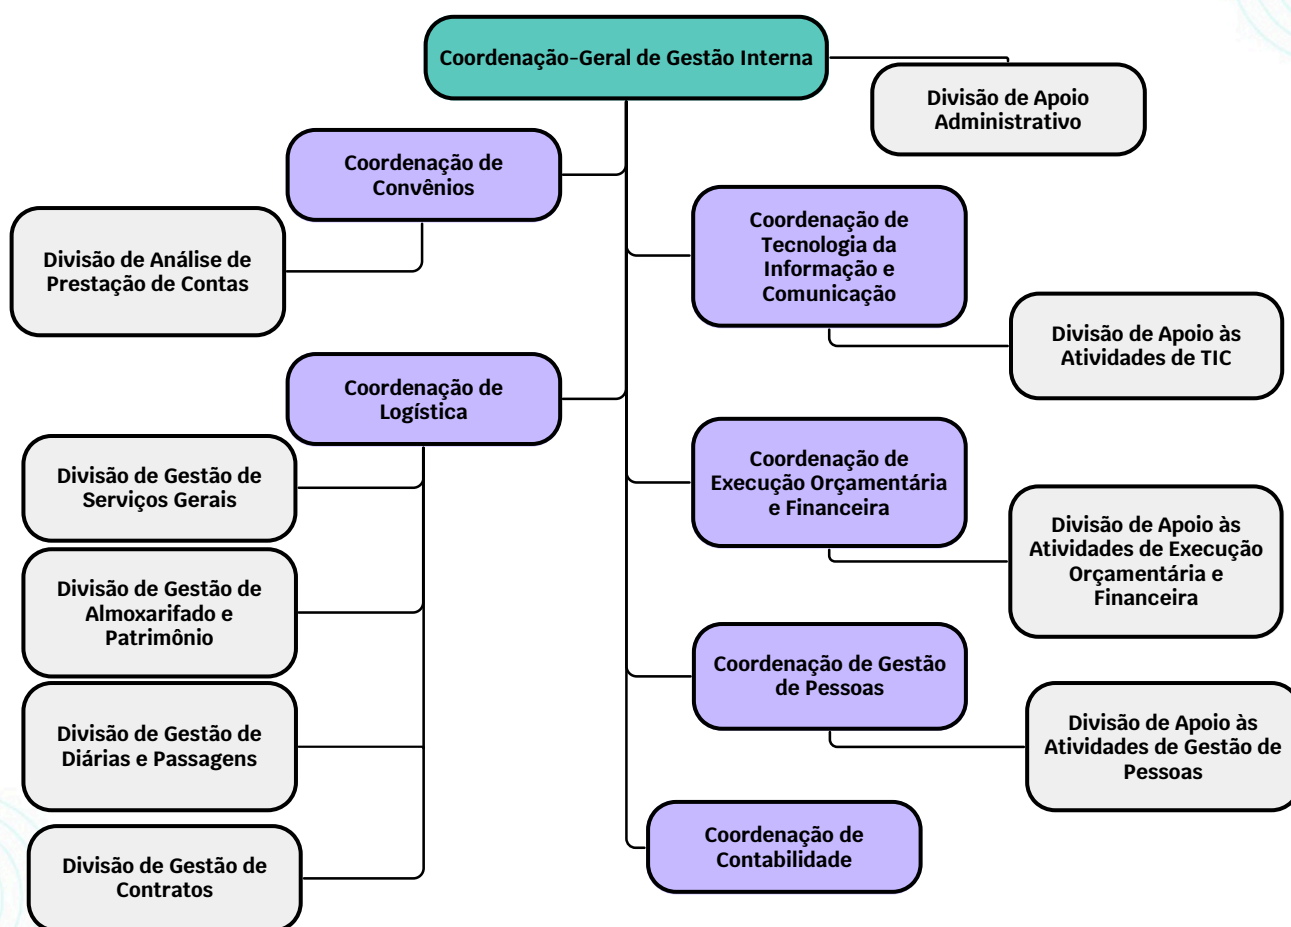 Coordenação-Geral de Gestão Interna
Divisão de Apoio
Administrativo
Coordenação de
Convênios
Divisão de Análise de
Prestação de Contas
Coordenação de
Tecnologia da
Informação e
Comunicação
Divisão de Apoio às
Atividades de TIC
Coordenação de
Logística
Divisão de Gestão de
Serviços Gerais
Divisão de Gestão de
Almoxarifado e
Patrimônio
Divisão de Gestão de
Diárias e Passagens
Divisão de Gestão de
Contratos
Coordenação de
Execução Orçamentária
e Financeira
Divisão de Apoio às
Atividades de Execução
Orçamentária e
Financeira
Coordenação de Gestão
de Pessoas
Divisão de Apoio às
Atividades de Gestão de
Pessoas
Coordenação de
Contabilidade